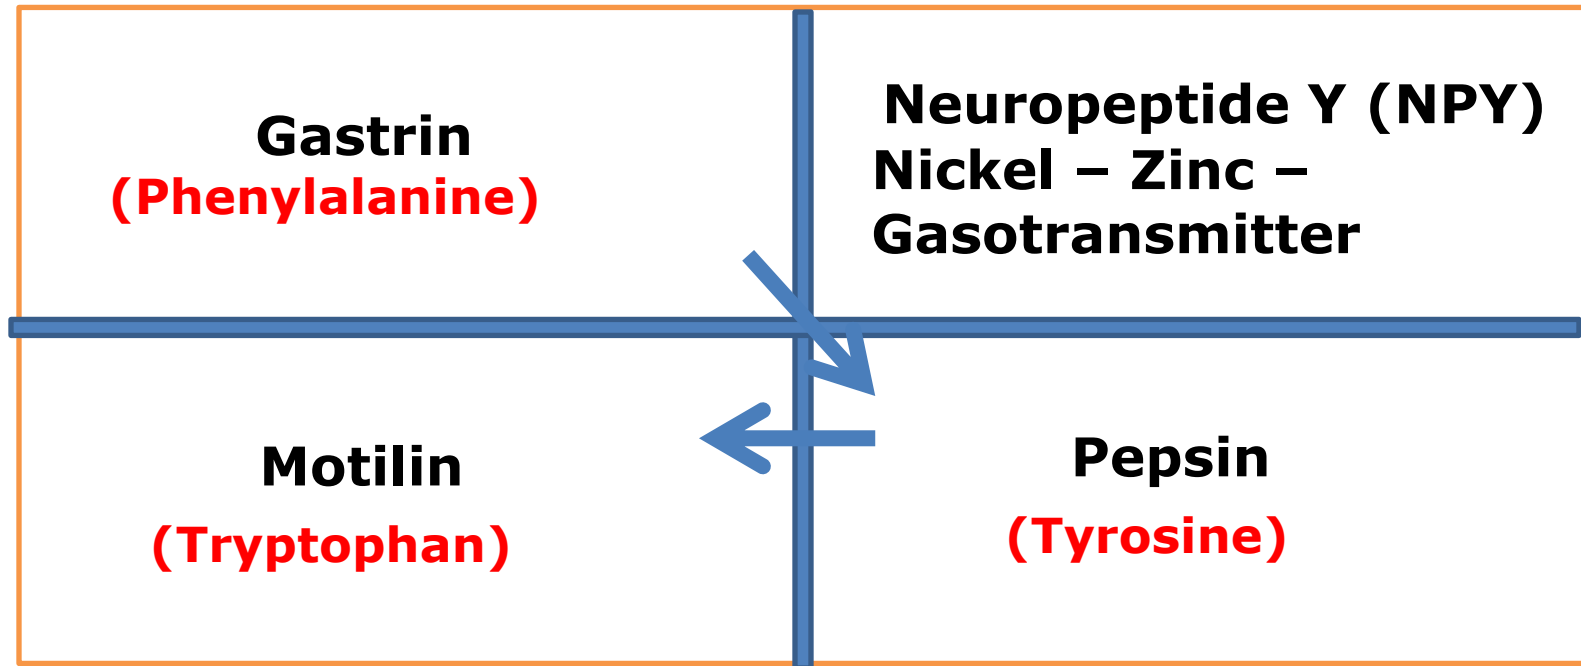 Gastrin
(Phenylalanine)
Neuropeptide Y (NPY)
Nickel – Zinc –
Gasotransmitter
Motilin
(Tryptophan)
Pepsin
(Tyrosine)